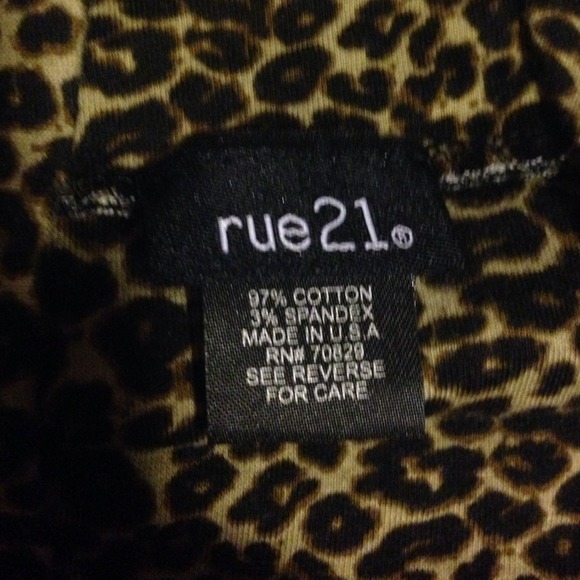 rue21®
97% COTTON
3% SPANDEX
MADE IN U.S.A
RN# 70829
SEE REVERSE
FOR CARE